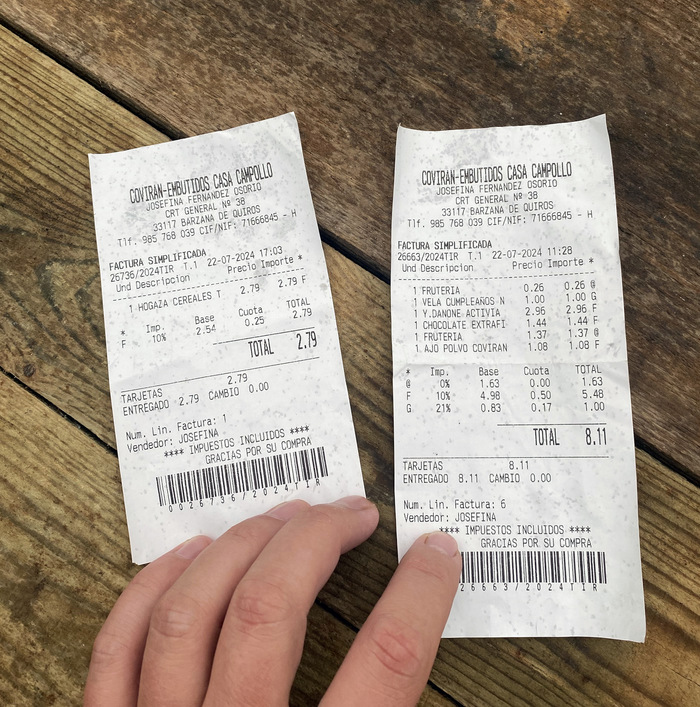 COVIRAN-EMBUTIDOS CASA CAMPOLLO
JOSEFINA FERNANDEZ OSORIO
CRT GENERAL Nº 38
33117 BARZANA DE QUIROS
Tlf. 985 768 039 CIF/NIF: 71666845 - H
FACTURA SIMPLIFICADA
26736/2024TIR T.1 22-07-2024 17:03
Und Descripcion Precio Importe *
1 HOGAZA CEREALES T 2.79 2.79 F
* Imp. Base Cuota TOTAL
F 10% 2.54 0.25 2.79
TOTAL 2.79
TARJETAS 2.79
ENTREGADO 2.79 CAMBIO 0.00
Num. Lin. Factura: 1
Vendedor: JOSEFINA
**** IMPUESTOS INCLUIDOS ****
GRACIAS POR SU COMPRA
0026736/2024TIR
COVIRAN-EMBUTIDOS CASA CAMPOLLO
JOSEFINA FERNANDEZ OSORIO
CRT GENERAL Nº 38
33117 BARZANA DE QUIROS
Tlf. 985 768 039 CIF/NIF: 71666845 - H
FACTURA SIMPLIFICADA
26663/2024TIR T.1 22-07-2024 11:28
Und Descripcion Precio Importe *
1 FRUTERIA 0.26 0.26 @
1 VELA CUMPLEAÑOS N 1.00 1.00 G
1 Y.DANONE ACTIVIA 2.96 2.96 F
1 CHOCOLATE EXTRAFI 1.44 1.44 F
1 FRUTERIA 1.37 1.37 @
1 AJO POLVO COVIRAN 1.08 1.08 F
* Imp. Base Cuota TOTAL
@ 0% 1.63 0.00 1.63
F 10% 4.98 0.50 5.48
G 21% 0.83 0.17 1.00
TOTAL 8.11
TARJETAS 8.11
ENTREGADO 8.11 CAMBIO 0.00
Num. Lin. Factura: 6
Vendedor: JOSEFINA
**** IMPUESTOS INCLUIDOS ****
GRACIAS POR SU COMPRA
26663/2024TIR